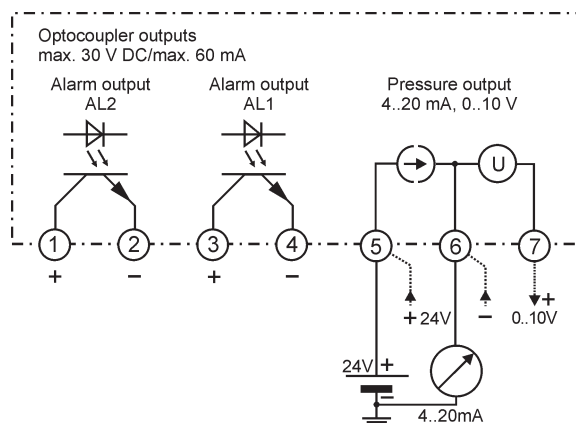 Optocoupler outputs
max. 30 V DC/max. 60 mA
Alarm output
AL2
Alarm output
AL1
Pressure output
4..20 mA, 0..10 V
U
1 2 3 4 5 6 7
+ − + −
+ 24V − + 0..10V
24V +
−
4..20mA